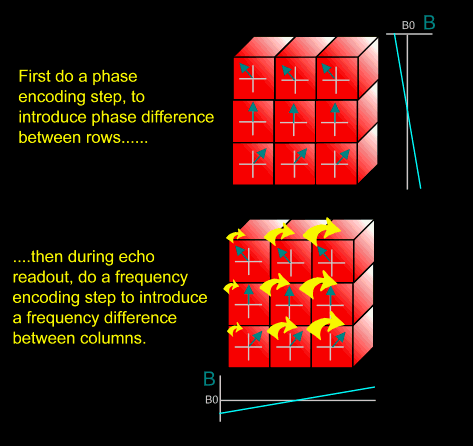 B0 B
First do a phase
encoding step, to
introduce phase difference
between rows......
....then during echo
readout, do a frequency
encoding step to introduce
a frequency difference
between columns.
B
B0